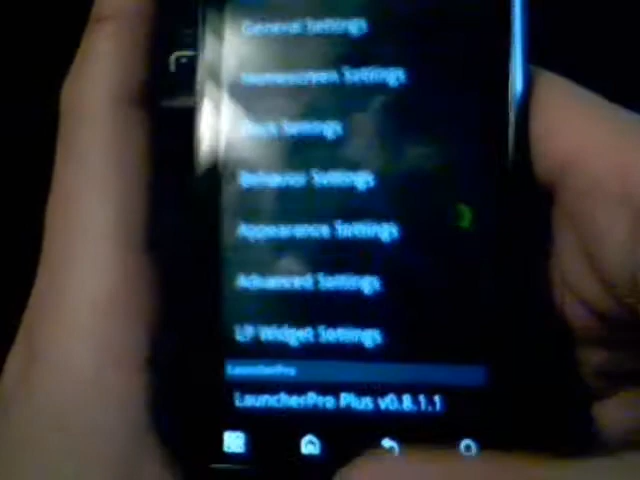 General Settings
Homescreen Settings
Dock Settings
Behavior Settings
Appearance Settings
Advanced Settings
LP Widget Settings
LauncherPro
LauncherPro Plus v0.8.1.1